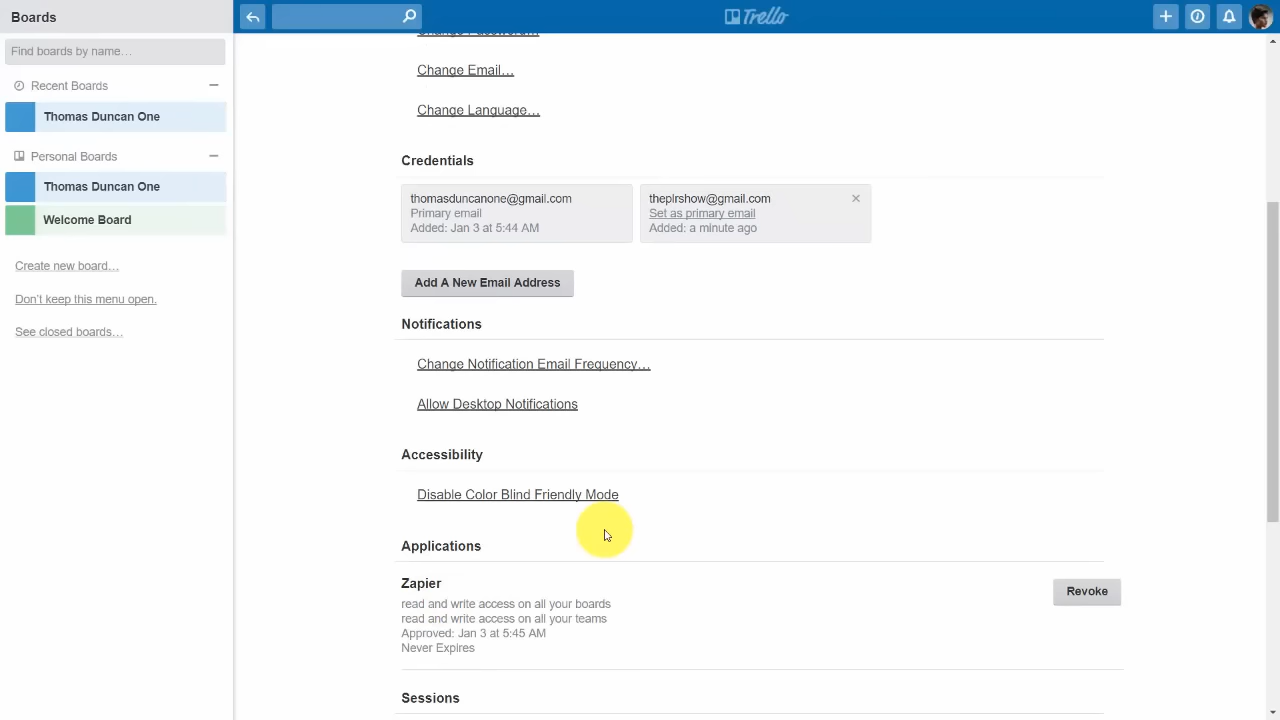 Boards
Trello
Find boards by name…
Recent Boards
Thomas Duncan One
Personal Boards
Thomas Duncan One
Welcome Board
Create new board…
Don't keep this menu open.
See closed boards…
Change Password…
Change Email…
Change Language…
Credentials
thomasduncanone@gmail.com
Primary email
Added: Jan 3 at 5:44 AM
theplrshow@gmail.com
Set as primary email
Added: a minute ago
Add A New Email Address
Notifications
Change Notification Email Frequency…
Allow Desktop Notifications
Accessibility
Disable Color Blind Friendly Mode
Applications
Zapier
read and write access on all your boards
read and write access on all your teams
Approved: Jan 3 at 5:45 AM
Never Expires
Revoke
Sessions